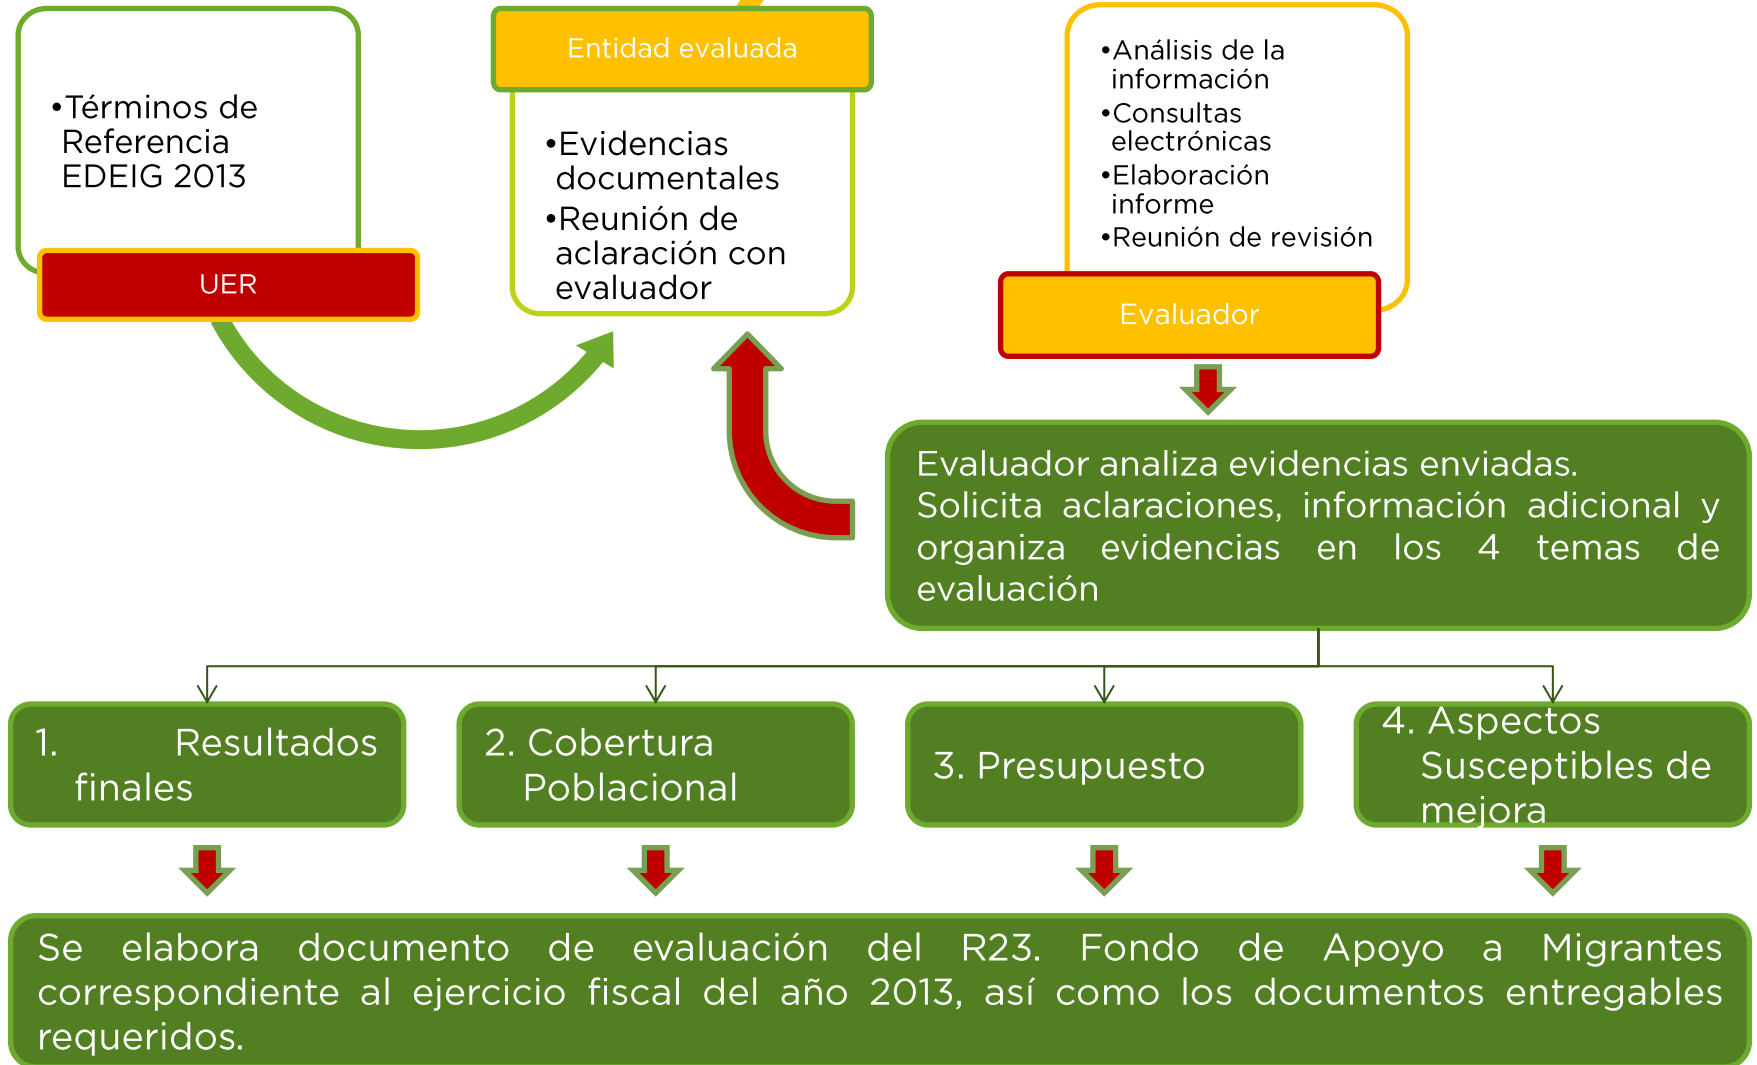 •Términos de
Referencia
EDEIG 2013
UER
Entidad evaluada
•Evidencias
documentales
•Reunión de
aclaración con
evaluador
•Análisis de la
información
•Consultas
electrónicas
•Elaboración
informe
•Reunión de revisión
Evaluador
Evaluador analiza evidencias enviadas.
Solicita aclaraciones, información adicional y
organiza evidencias en los 4 temas de
evaluación
1. Resultados
finales
2. Cobertura
Poblacional
3. Presupuesto
4. Aspectos
Susceptibles de
mejora
Se elabora documento de evaluación del R23. Fondo de Apoyo a Migrantes
correspondiente al ejercicio fiscal del año 2013, así como los documentos entregables
requeridos.